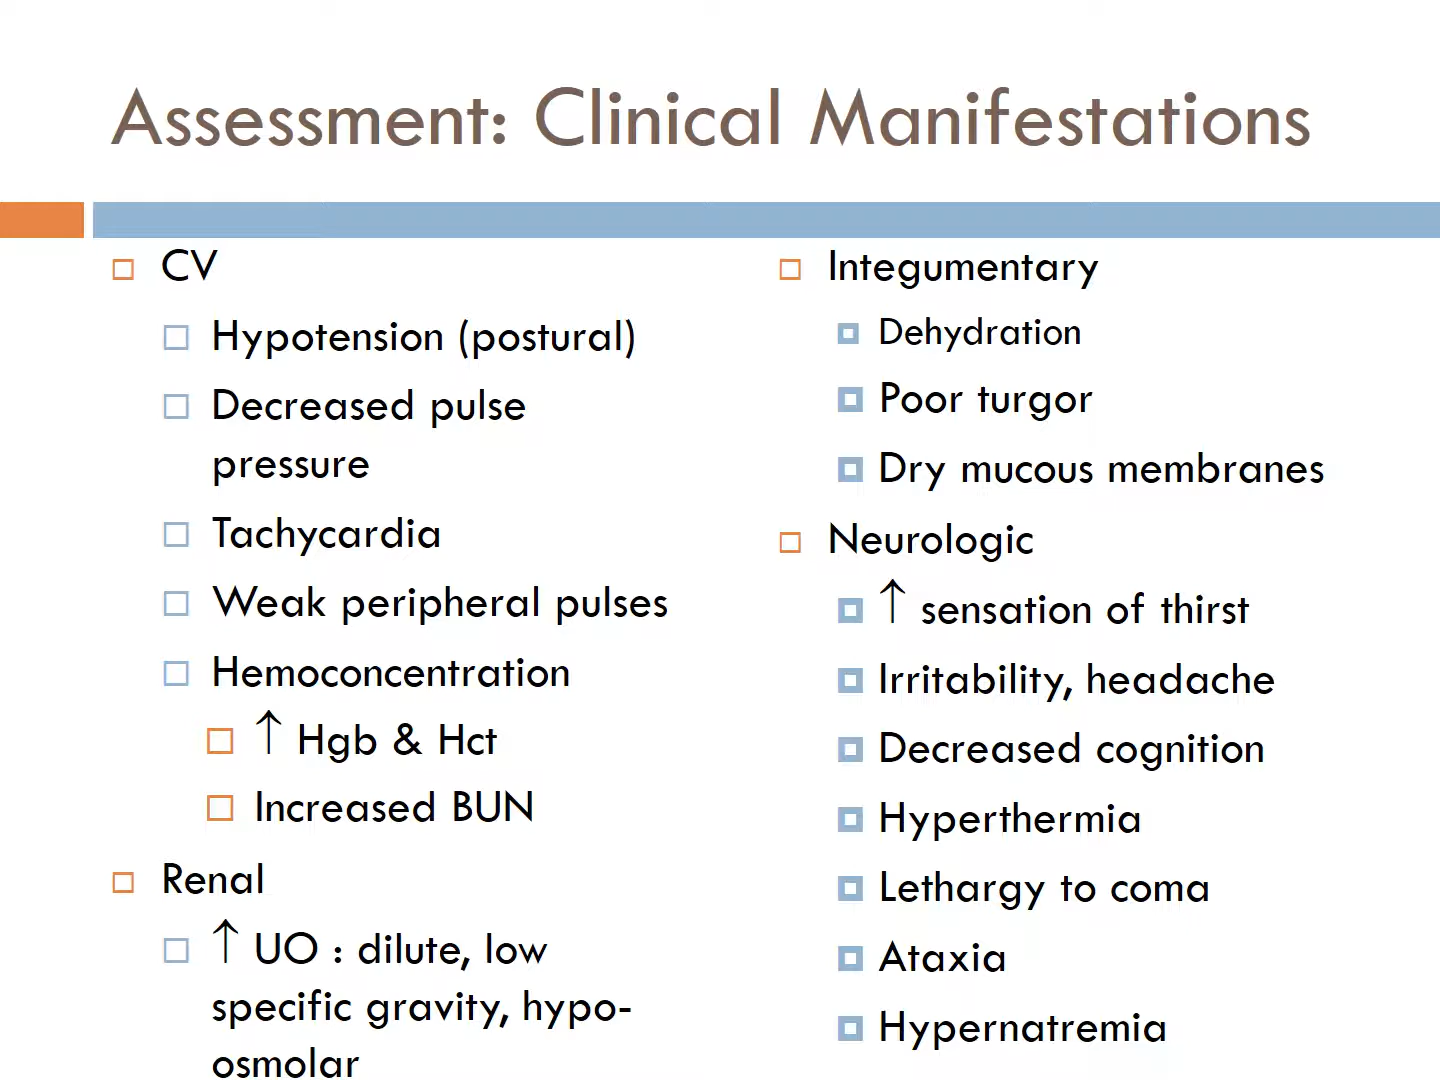 Assessment: Clinical Manifestations
CV
Hypotension (postural)
Decreased pulse
pressure
Tachycardia
Weak peripheral pulses
Hemoconcentration
↑ Hgb & Hct
Increased BUN
Renal
↑ UO : dilute, low
specific gravity, hypo-
osmolar
Integumentary
Dehydration
Poor turgor
Dry mucous membranes
Neurologic
↑ sensation of thirst
Irritability, headache
Decreased cognition
Hyperthermia
Lethargy to coma
Ataxia
Hypernatremia